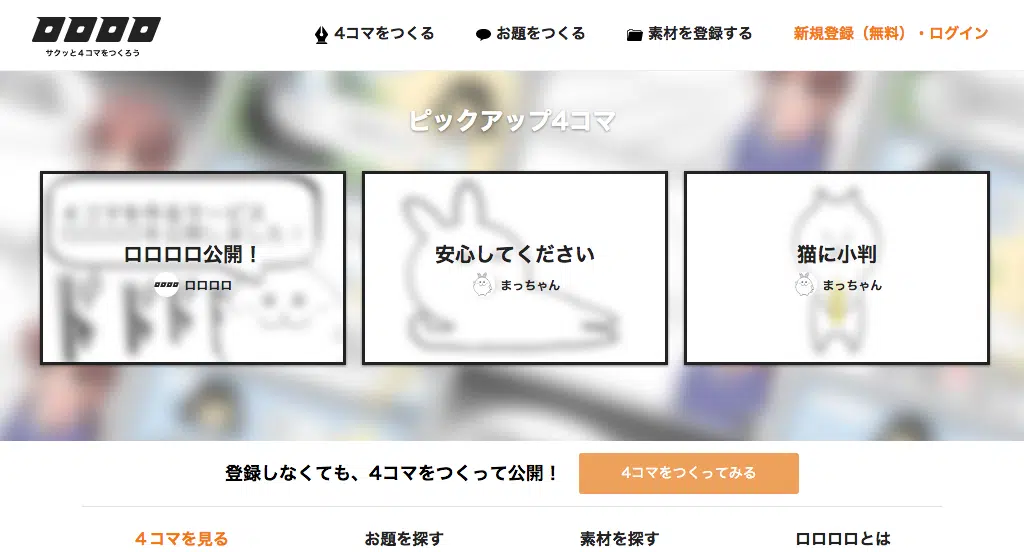 サクッと４コマをつくろう
４コマをつくる
お題をつくる
素材を登録する
新規登録（無料）・ログイン
ピックアップ4コマ
ロロロロ公開！
ロロロロ
安心してください
まっちゃん
猫に小判
まっちゃん
登録しなくても、4コマをつくって公開！
4コマをつくってみる
４コマを見る
お題を探す
素材を探す
ロロロロとは